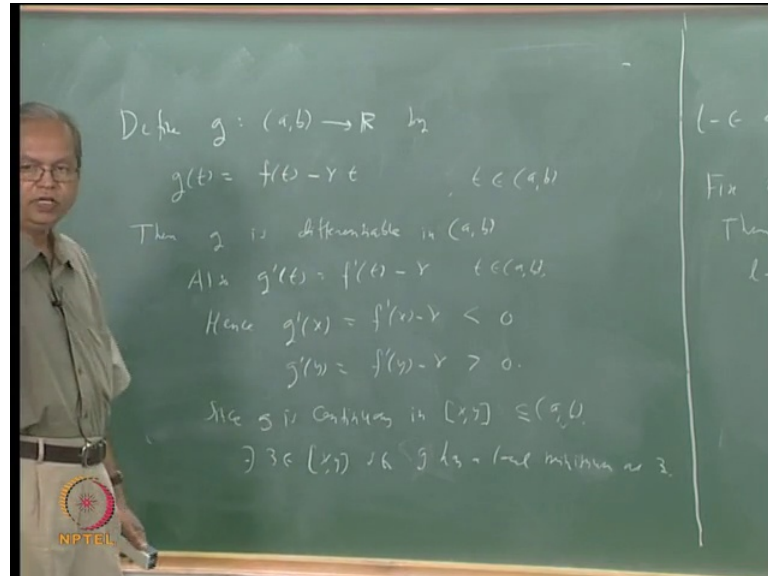 Define g : (a,b) → R by
g(t) = f(t) - γ t t ∈ (a,b)
Then g is differentiable in (a,b)
Also g'(t) = f'(t) - γ t ∈ (a,b).
Hence g'(x) = f'(x) - γ < 0
g'(y) = f'(y) - γ > 0.
Since g is continuous in [x,y] ⊆ (a,b).
∃ z ∈ [x,y] g has a local minimum at z.
l - ε
Fix
Then
l -
NPTEL